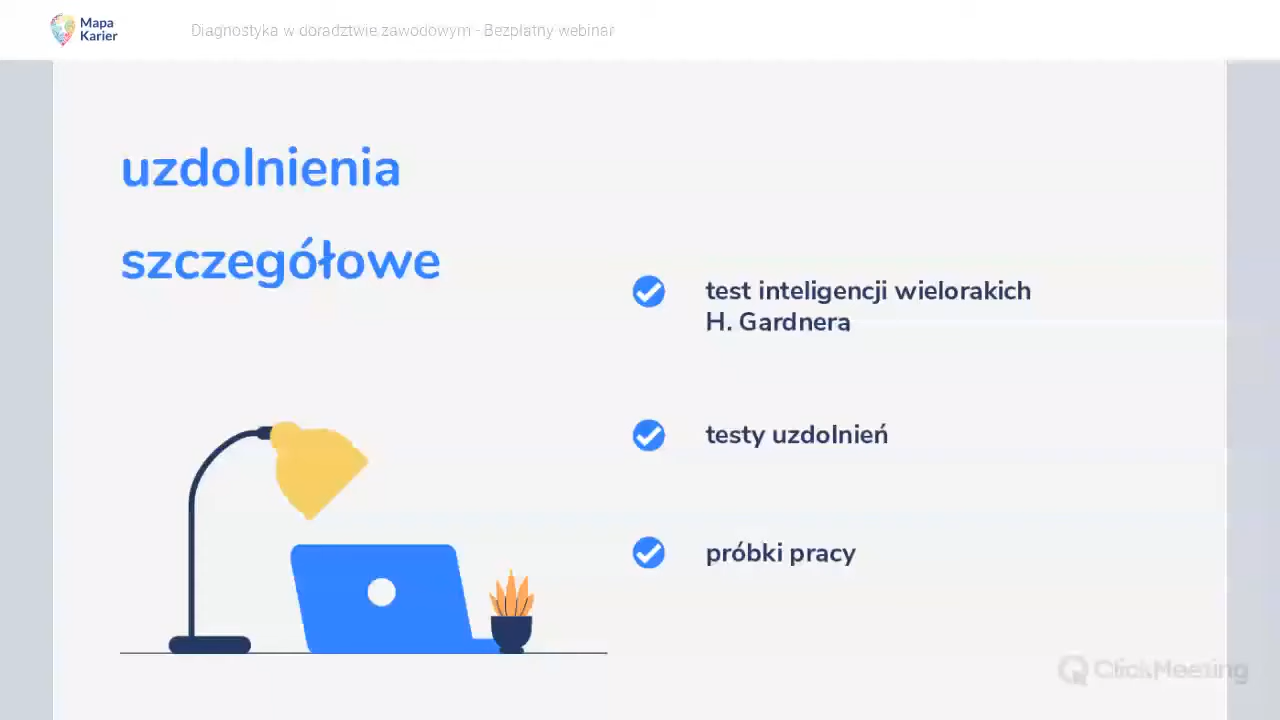 Mapa
Karier
Diagnostyka w doradztwie zawodowym - Bezpłatny webinar
uzdolnienia
szczegółowe
test inteligencji wielorakich
H. Gardnera
testy uzdolnień
próbki pracy
ClickMeeting